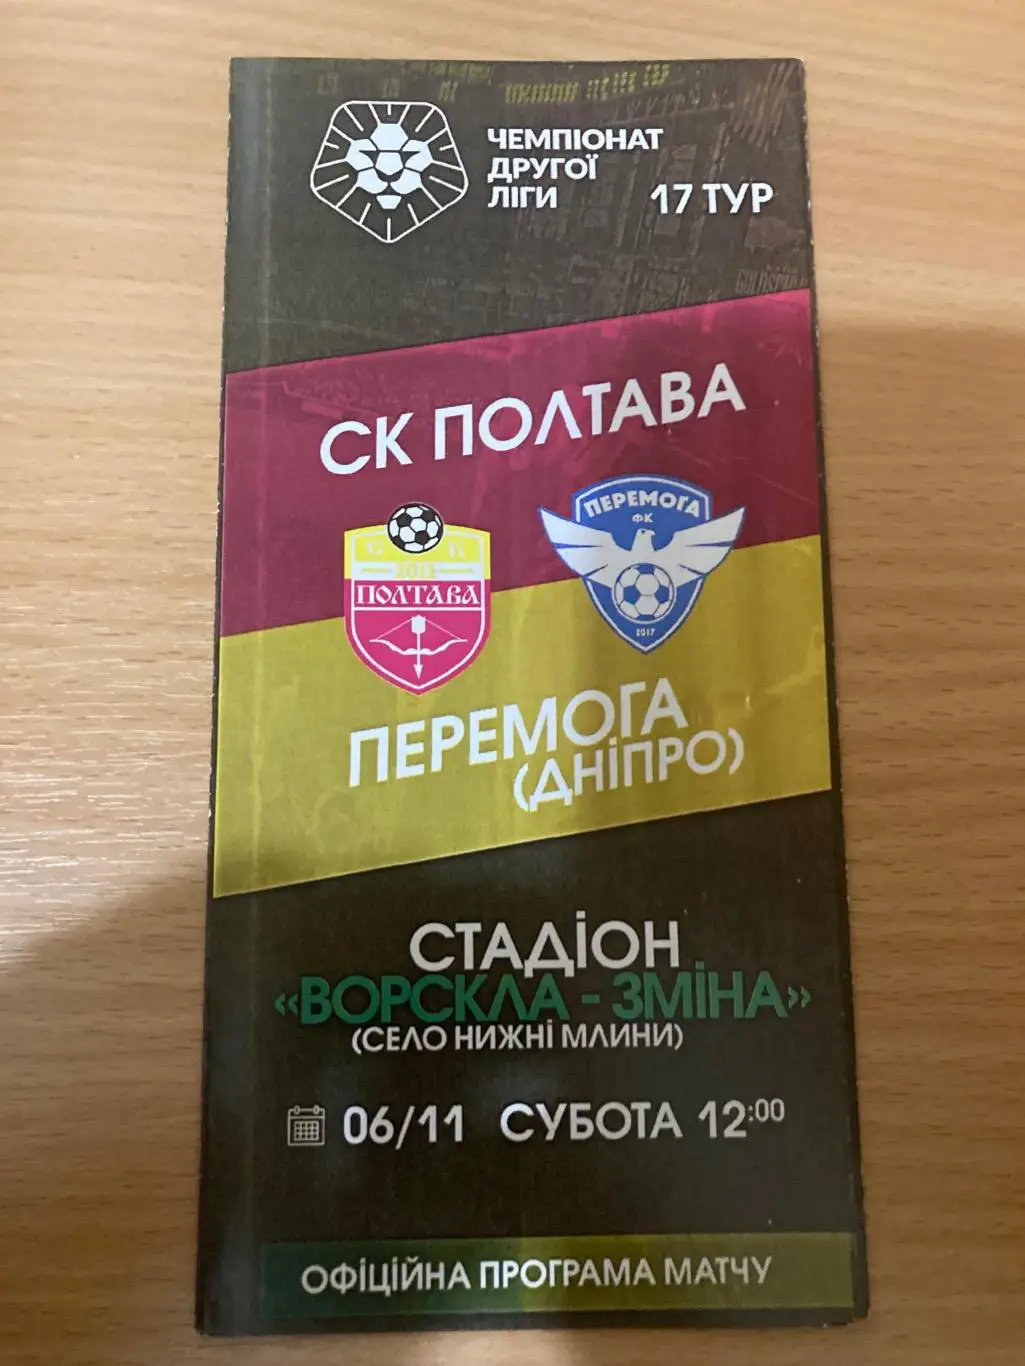 ЧЕМПІОНАТ
ДРУГОЇ
ЛІГИ
17 ТУР
СК ПОЛТАВА
ПЕРЕМОГА
ФК
2017
С К
2012
ПОЛТАВА
ПЕРЕМОГА
(ДНІПРО)
СТАДІОН
«ВОРСКЛА - ЗМІНА»
(СЕЛО НИЖНІ МЛИНИ)
06/11 СУБОТА 12:00
ОФІЦІЙНА ПРОГРАМА МАТЧУ